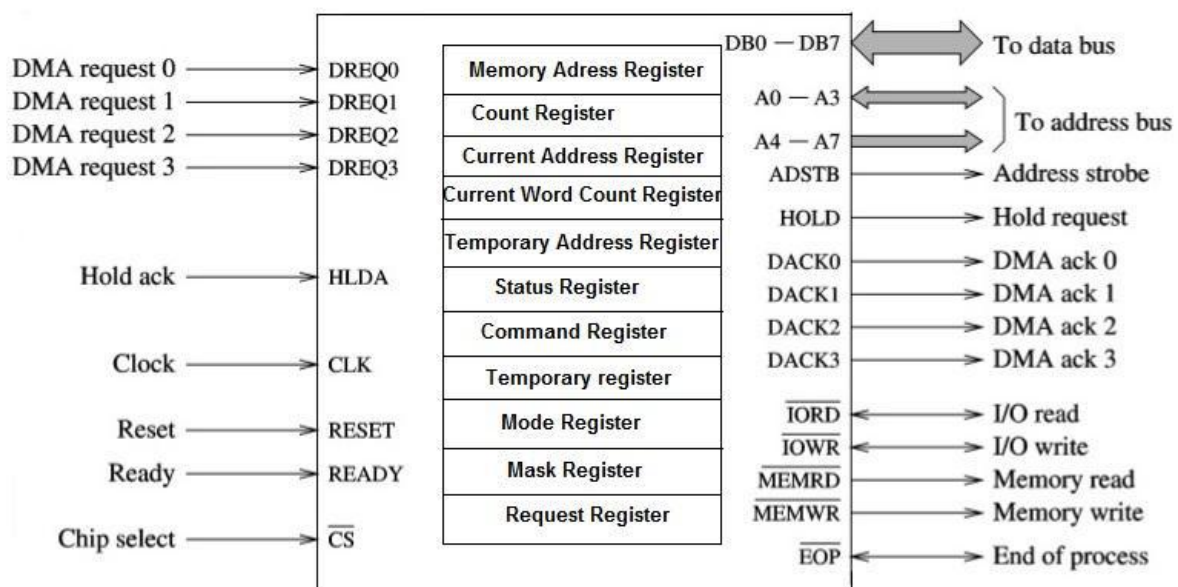 DMA request 0
DMA request 1
DMA request 2
DMA request 3
Hold ack
Clock
Reset
Ready
Chip select
DREQ0
DREQ1
DREQ2
DREQ3
HLDA
CLK
RESET
READY
CS
Memory Adress Register
Count Register
Current Address Register
Current Word Count Register
Temporary Address Register
Status Register
Command Register
Temporary register
Mode Register
Mask Register
Request Register
DB0 — DB7
A0 — A3
A4 — A7
ADSTB
HOLD
DACK0
DACK1
DACK2
DACK3
IORD
IOWR
MEMRD
MEMWR
EOP
To data bus
To address bus
Address strobe
Hold request
DMA ack 0
DMA ack 1
DMA ack 2
DMA ack 3
I/O read
I/O write
Memory read
Memory write
End of process